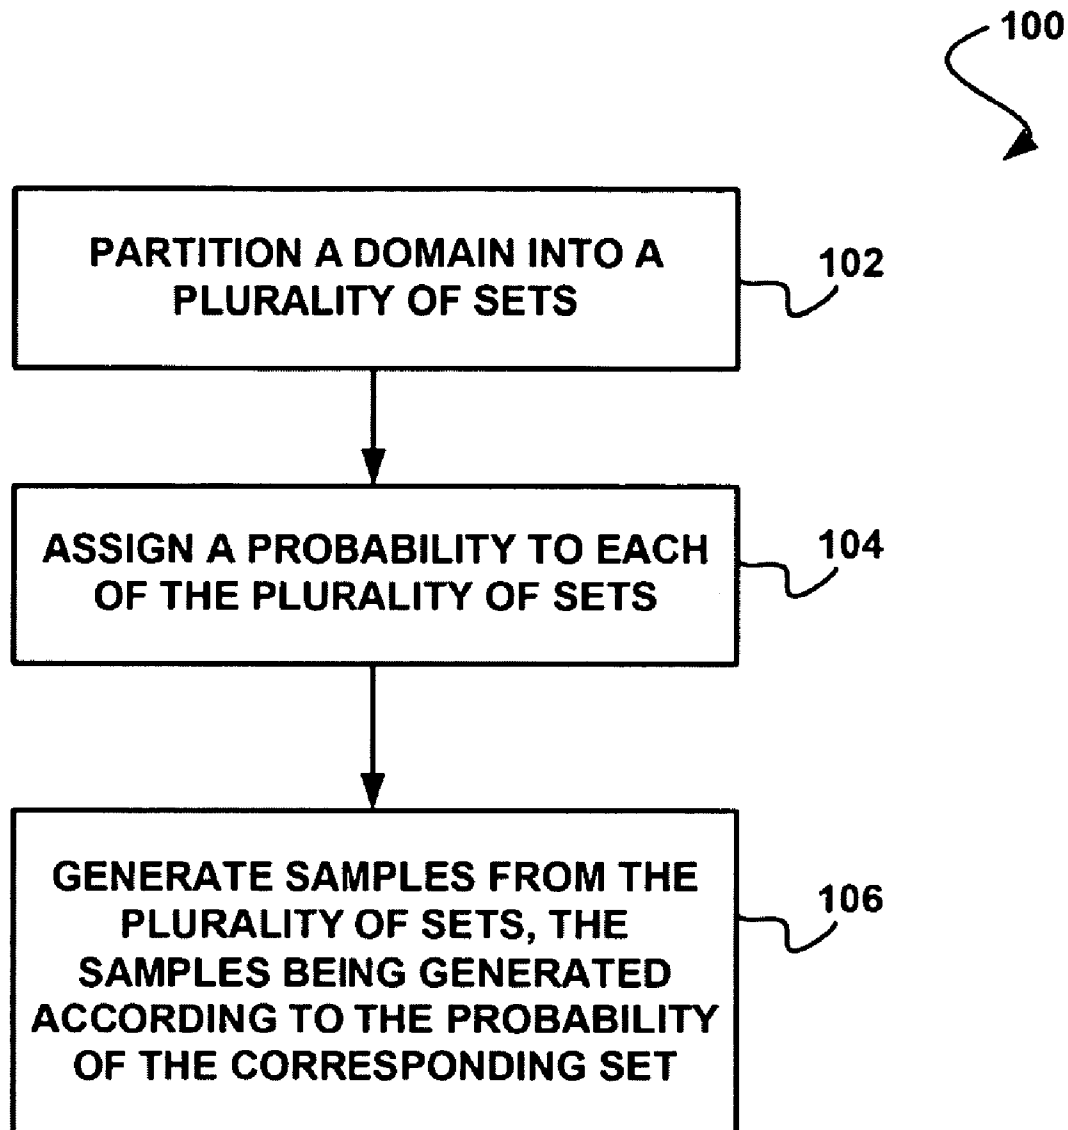 100
PARTITION A DOMAIN INTO A
PLURALITY OF SETS
102
ASSIGN A PROBABILITY TO EACH
OF THE PLURALITY OF SETS
104
GENERATE SAMPLES FROM THE
PLURALITY OF SETS, THE
SAMPLES BEING GENERATED
ACCORDING TO THE PROBABILITY
OF THE CORRESPONDING SET
106